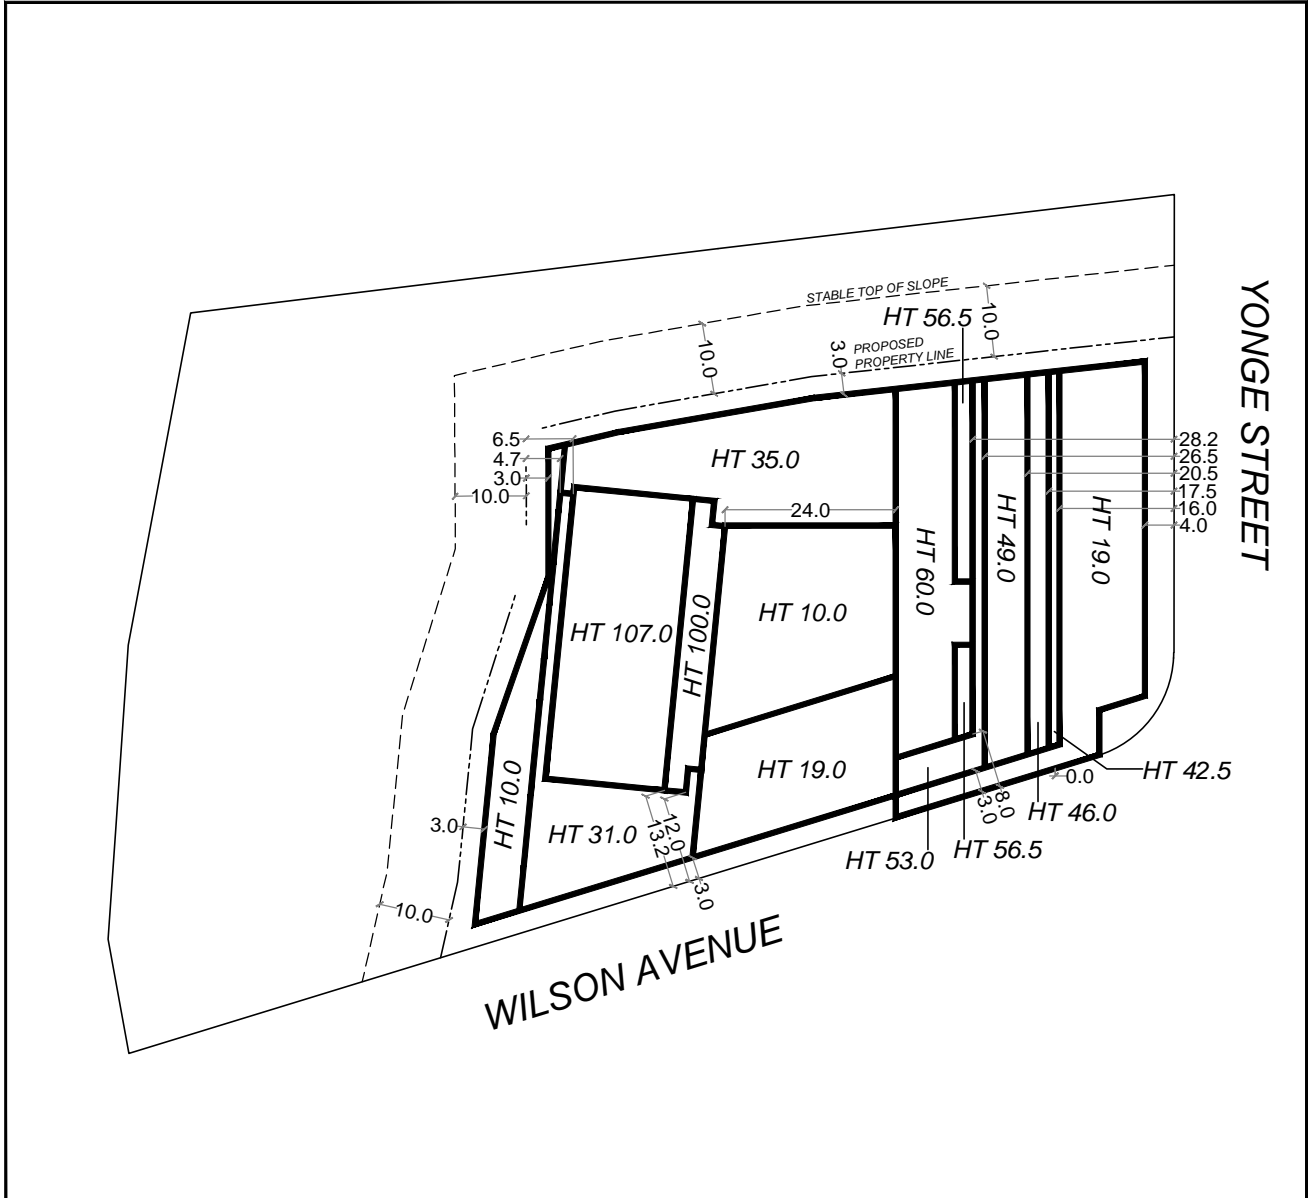 STABLE TOP OF SLOPE
HT 56.5
10.0
10.0
3.0
PROPOSED
PROPERTY LINE
YONGE STREET
6.5
4.7
3.0
10.0
HT 35.0
24.0
28.2
26.5
20.5
17.5
16.0
4.0
HT 60.0
HT 49.0
HT 19.0
HT 107.0
HT 100.0
HT 10.0
HT 19.0
HT 10.0
3.0
HT 31.0
13.2
12.0
3.0
10.0
3.0
8.0
0.0
HT 42.5
HT 46.0
HT 56.5
HT 53.0
WILSON AVENUE